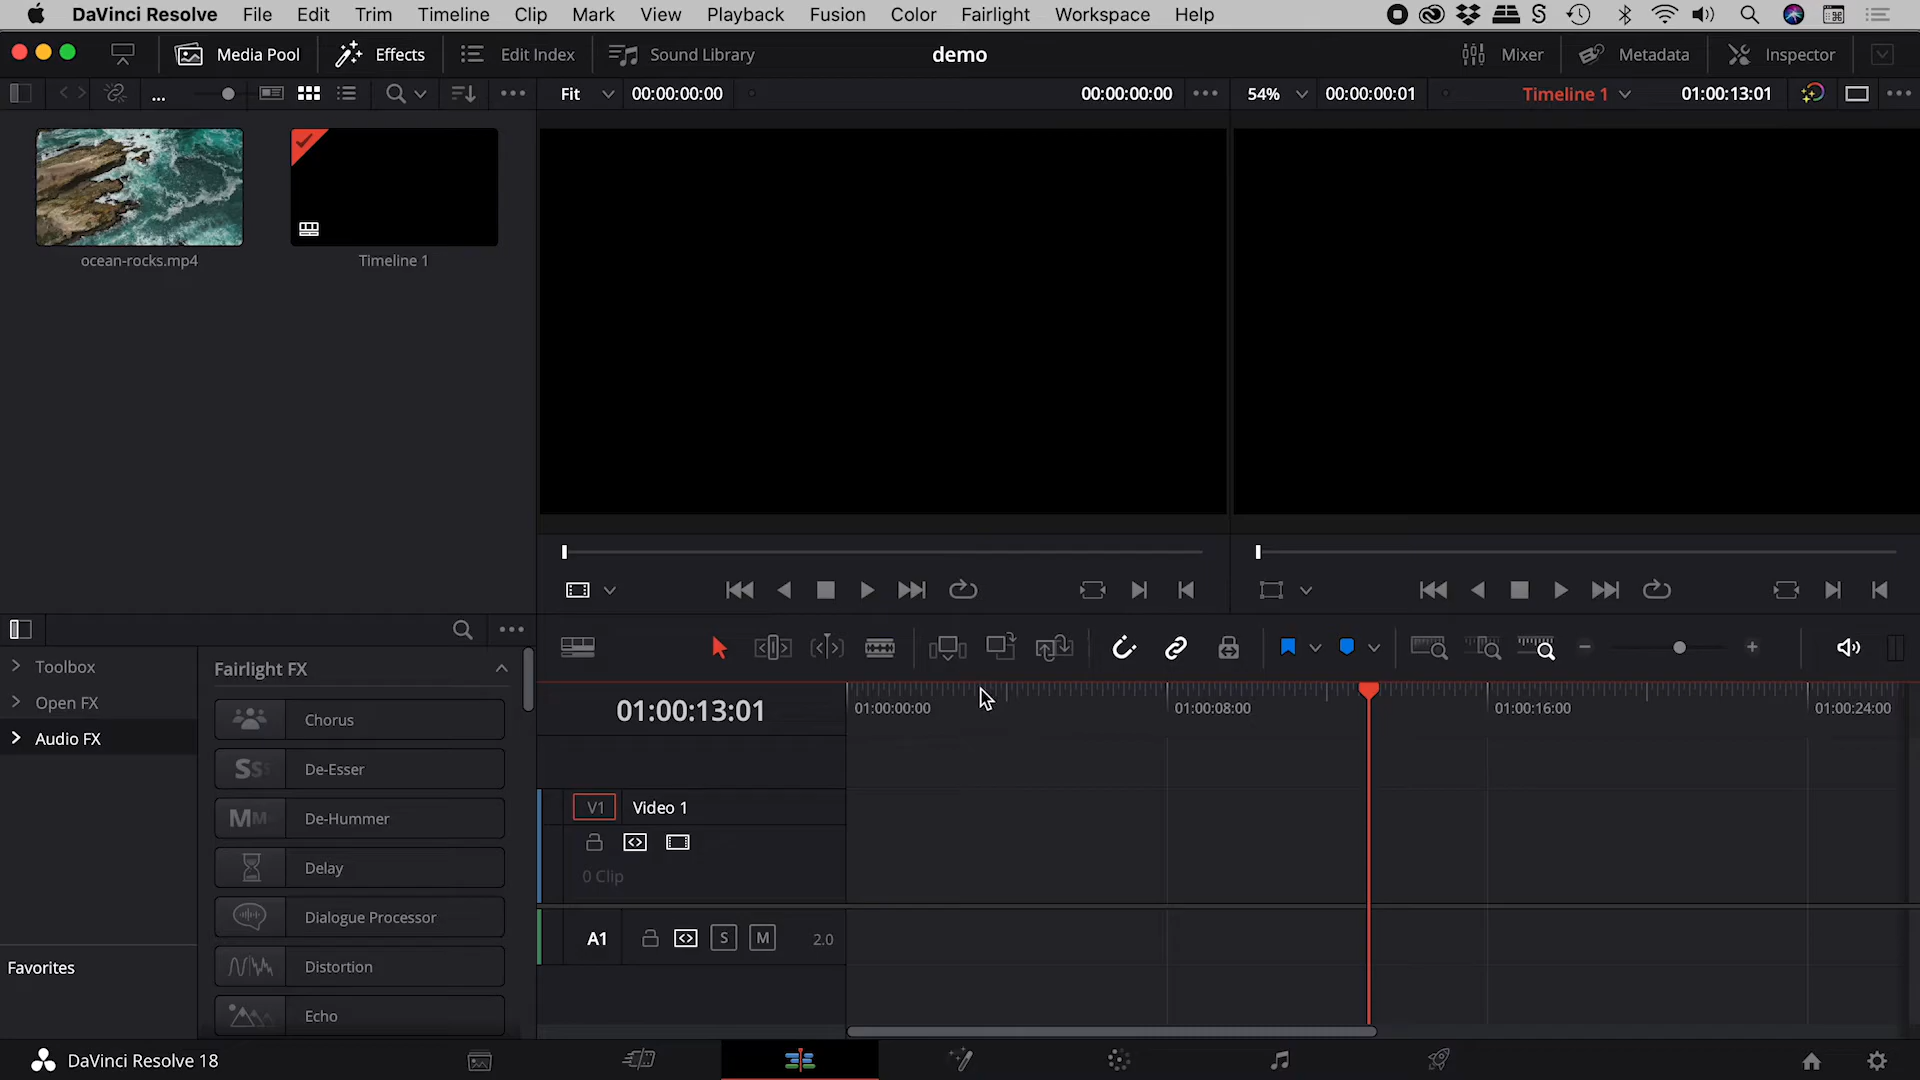 DaVinci Resolve File Edit Trim Timeline Clip Mark View Playback Fusion Color Fairlight Workspace Help
Media Pool Effects Edit Index Sound Library demo Mixer Metadata Inspector
... Fit 00:00:00:00 00:00:00:00 54% 00:00:00:01 Timeline 1 01:00:13:01
ocean-rocks.mp4 Timeline 1
Toolbox
Open FX
Audio FX
Favorites
Fairlight FX
Chorus
De-Esser
De-Hummer
Delay
Dialogue Processor
Distortion
Echo
01:00:13:01 01:00:00:00 01:00:08:00 01:00:16:00 01:00:24:00
V1 Video 1
0 Clip
A1 S M 2.0
DaVinci Resolve 18